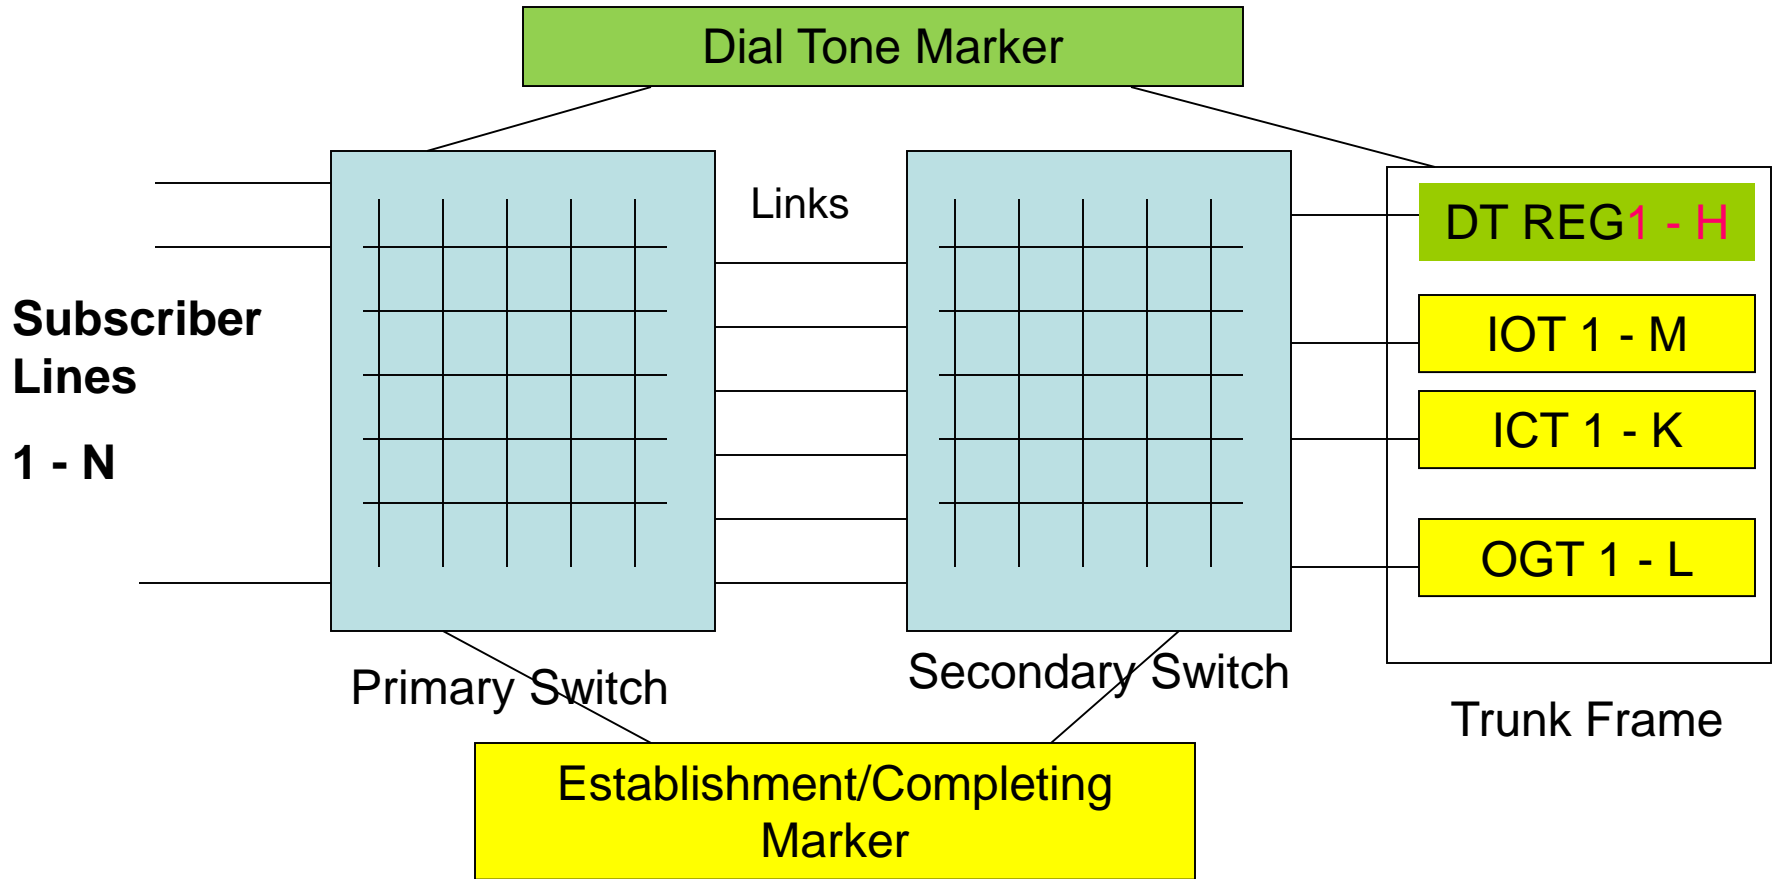 Dial Tone Marker
Links
DT REG1 - H
IOT 1 - M
ICT 1 - K
OGT 1 - L
Subscriber
Lines
1 - N
Primary Switch
Secondary Switch
Trunk Frame
Establishment/Completing
Marker